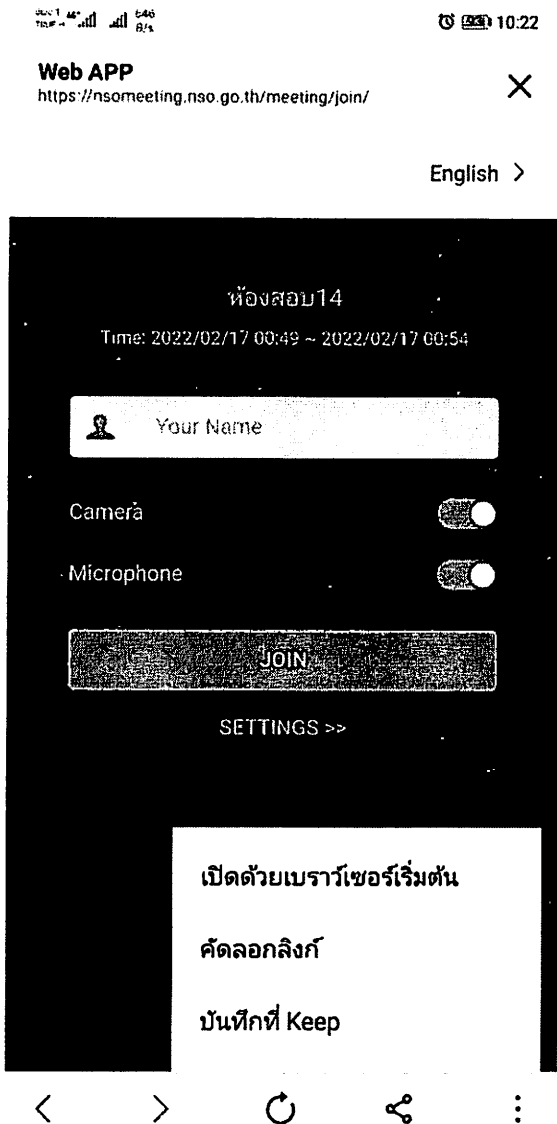 646
B/s
93 10:22
Web APP
https://nsomeeting.nso.go.th/meeting/join/
English >
ห้องสอบ14
Time: 2022/02/17 00:49 ~ 2022/02/17 00:54
Your Name
Camera
Microphone
JOIN
SETTINGS >>
เปิดด้วยเบราว์เซอร์เริ่มต้น
คัดลอกลิงก์
บันทึกที่ Keep